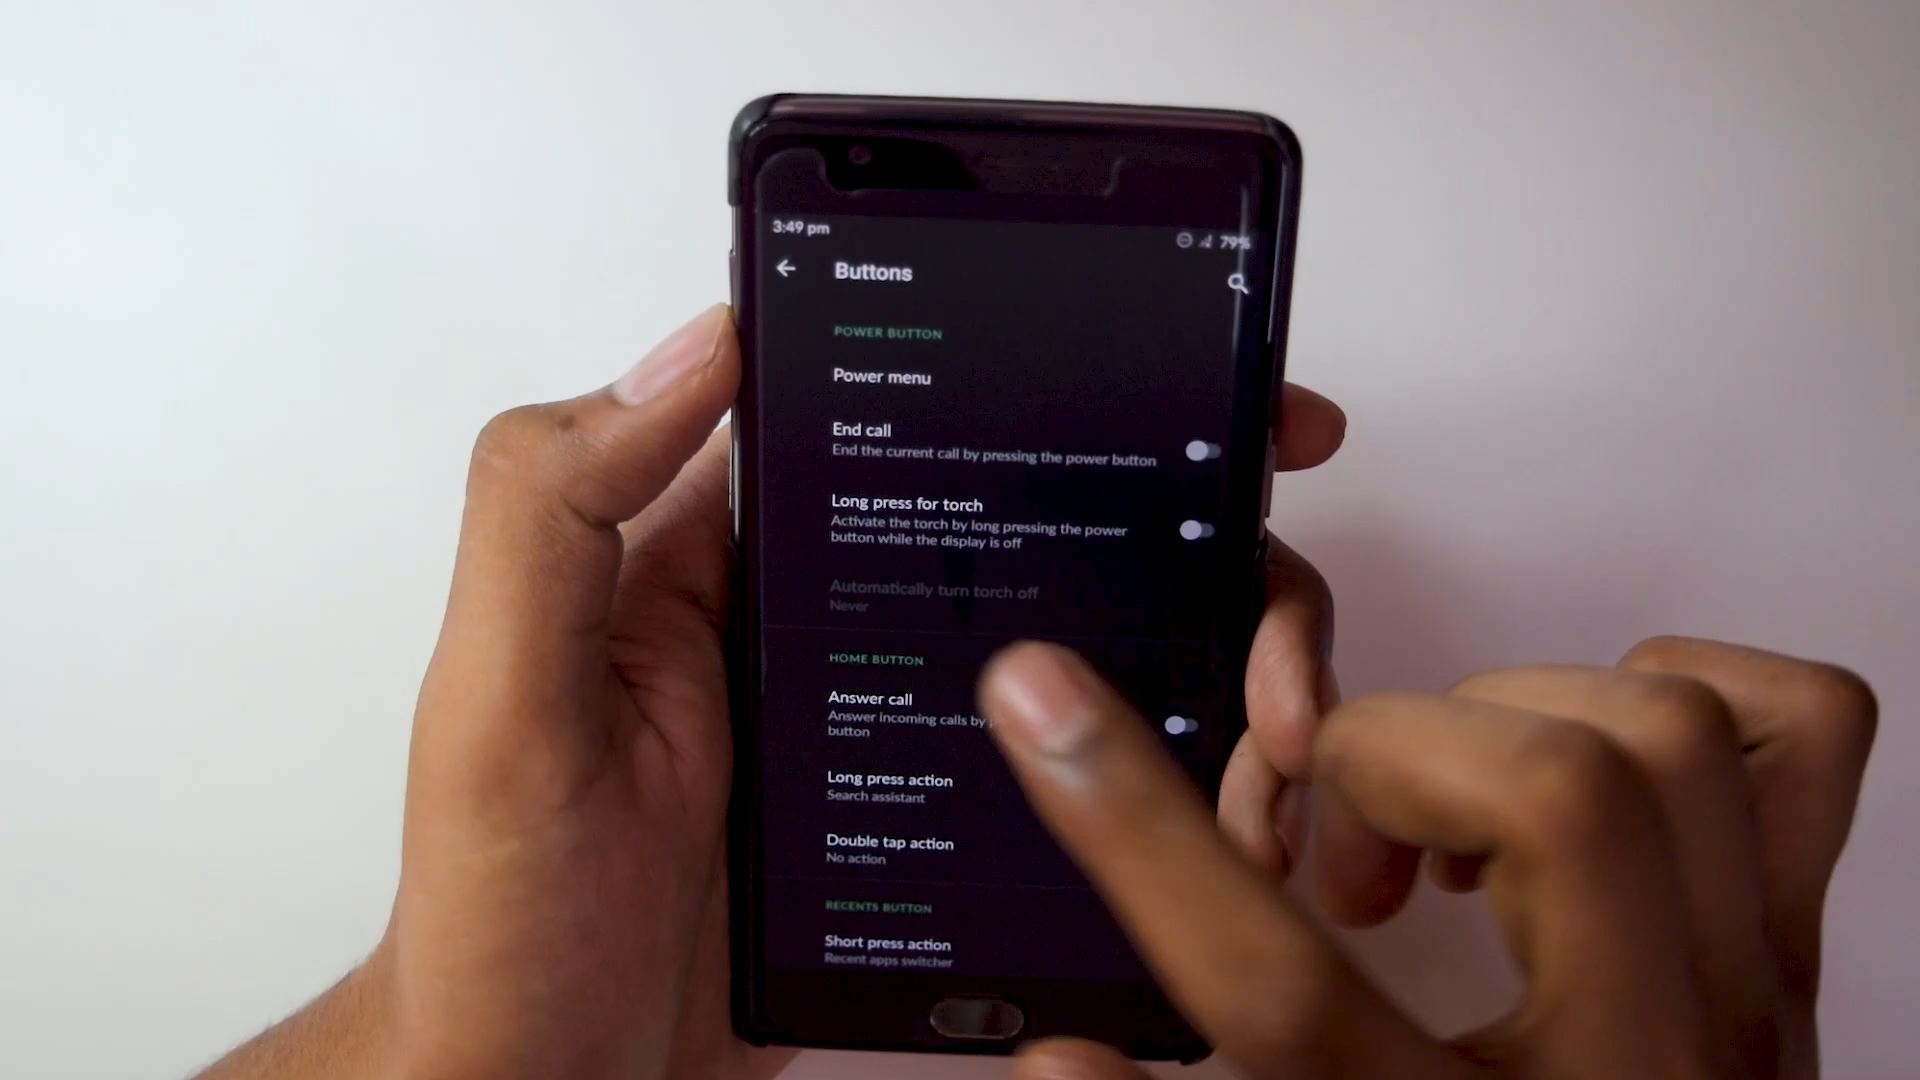 3:49 pm
79%
Buttons
POWER BUTTON
Power menu
End call
End the current call by pressing the power button
Long press for torch
Activate the torch by long pressing the power
button while the display is off
Automatically turn torch off
Never
HOME BUTTON
Answer call
Answer incoming calls by
button
Long press action
Search assistant
Double tap action
No action
RECENTS BUTTON
Short press action
Recent apps switcher